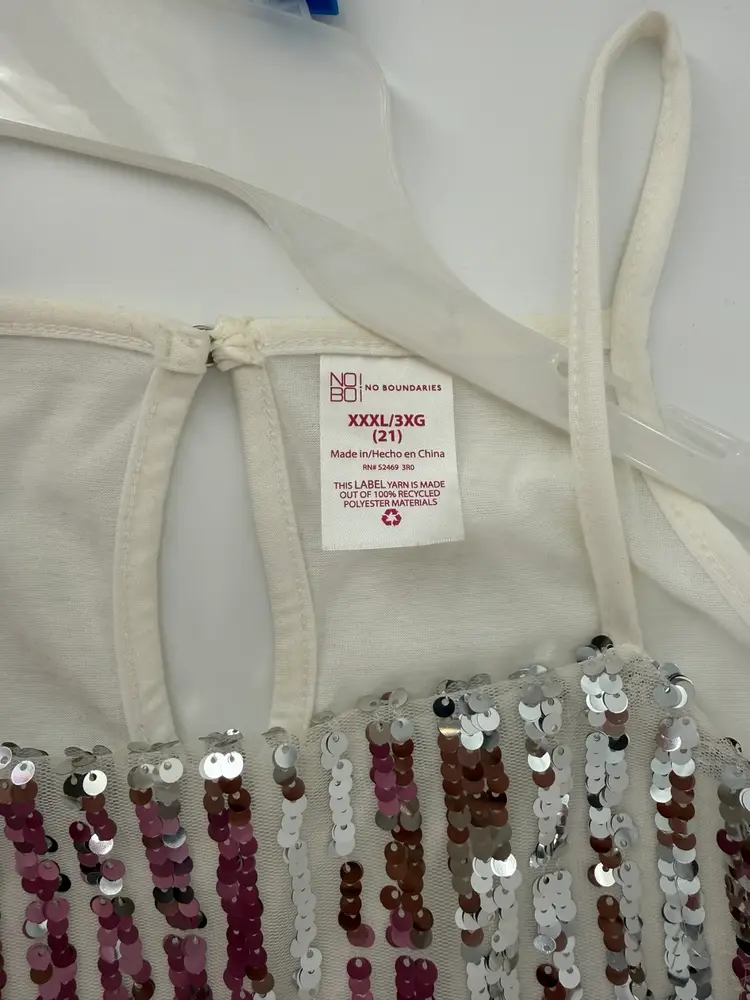 NO!
BO!
NO BOUNDARIES
XXXL/3XG
(21)
Made in/Hecho en China
RN# 52469 3R0
THIS LABEL YARN IS MADE
OUT OF 100% RECYCLED
POLYESTER MATERIALS